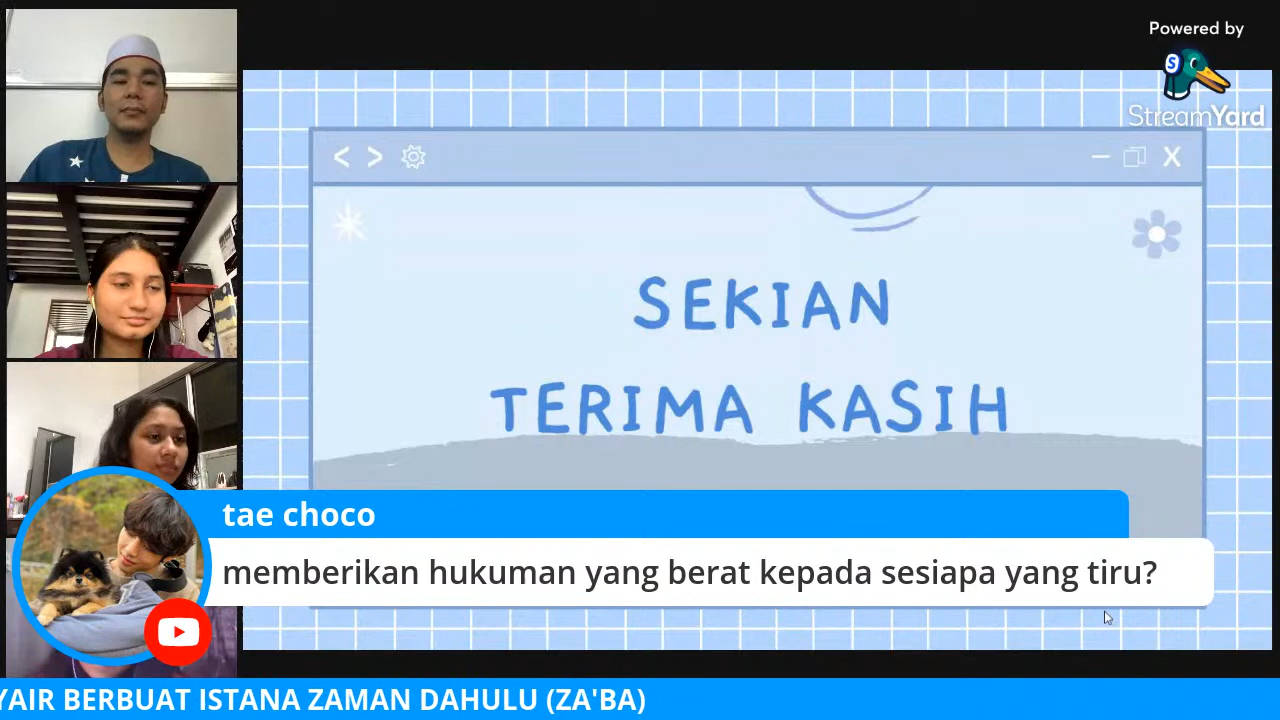 Powered by
StreamYard
SEKIAN
TERIMA KASIH
tae choco
memberikan hukuman yang berat kepada sesiapa yang tiru?
YAIR BERBUAT ISTANA ZAMAN DAHULU (ZA'BA)